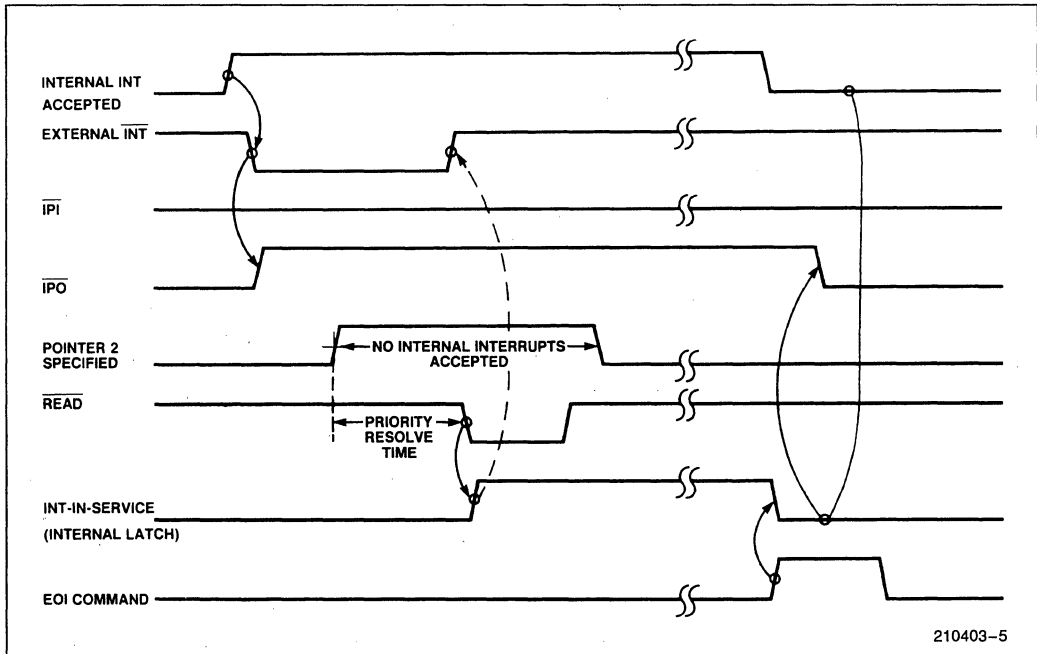 INTERNAL INT
ACCEPTED
EXTERNAL INT
IPI
IPO
POINTER 2
SPECIFIED
NO INTERNAL INTERRUPTS
ACCEPTED
READ
PRIORITY
RESOLVE
TIME
INT-IN-SERVICE
(INTERNAL LATCH)
EOI COMMAND
210403-5